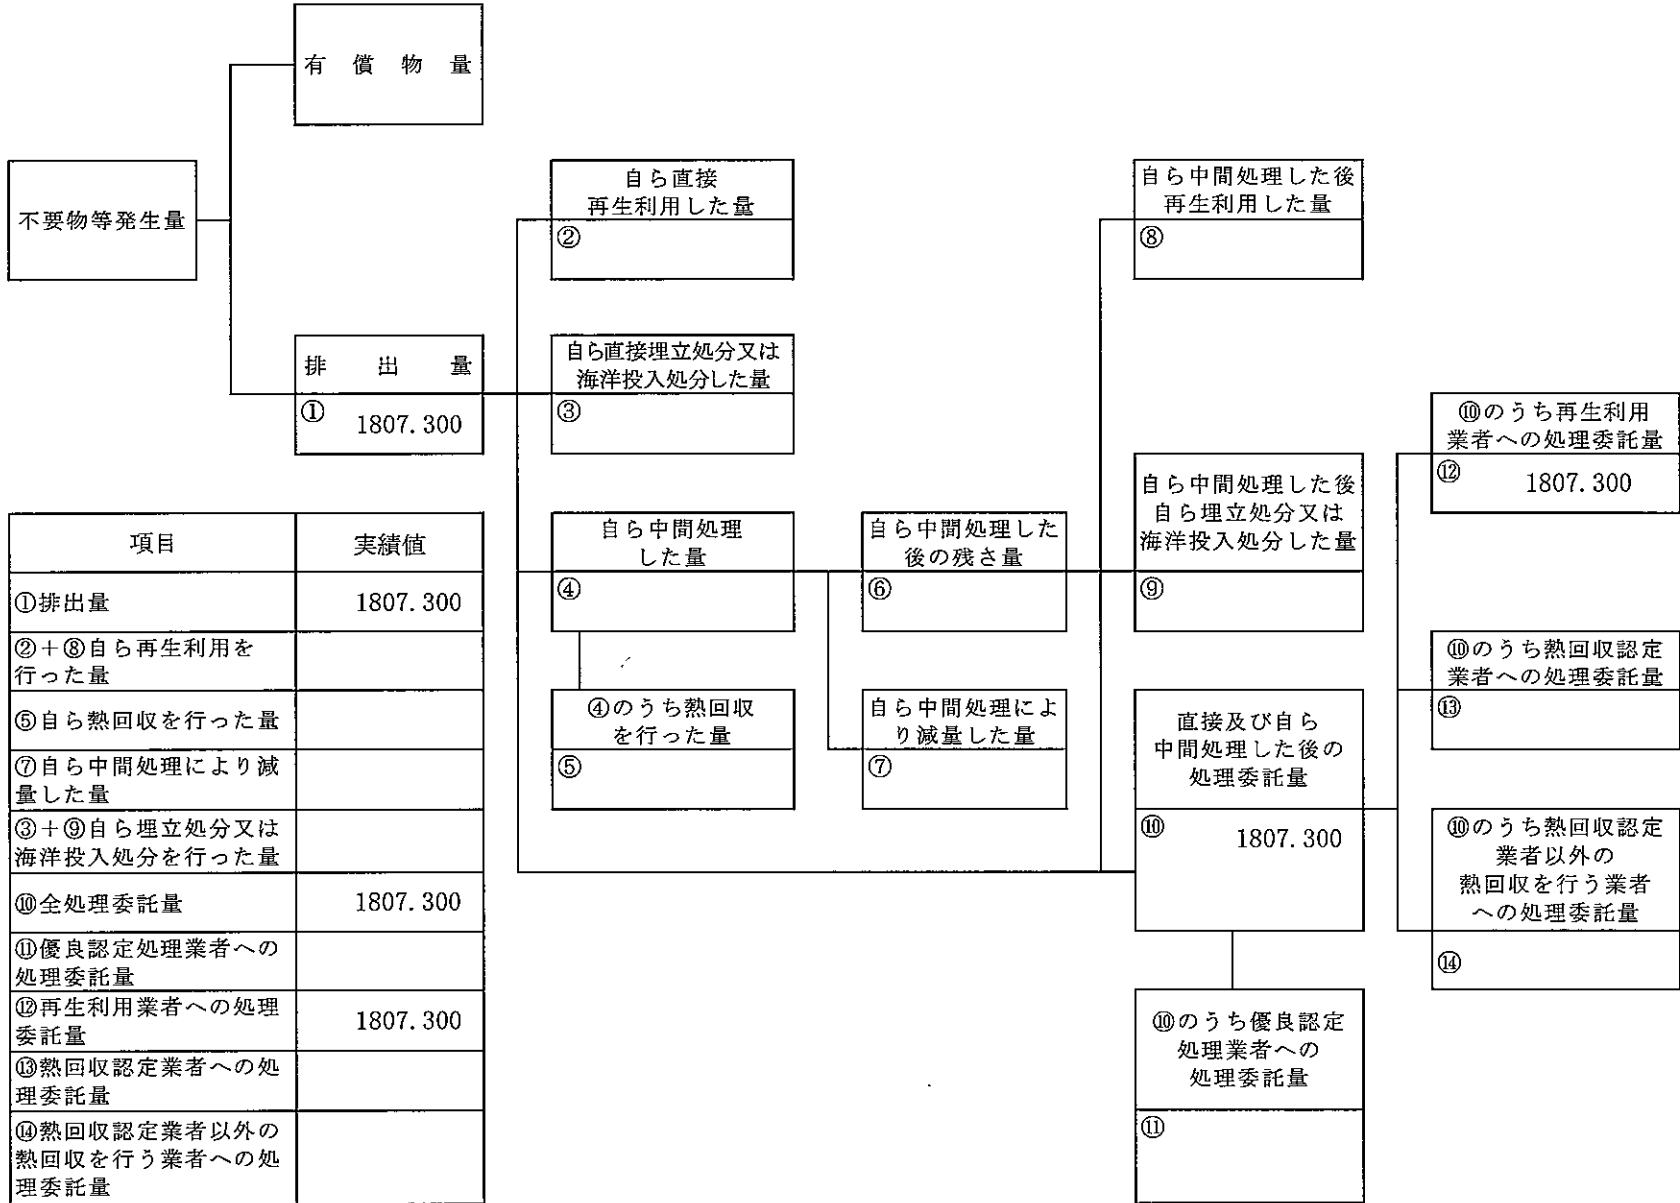 有償物量
不要物等発生量
排出量
① 1807.300
自ら直接
再生利用した量
②
自ら直接埋立処分又は
海洋投入処分した量
③
自ら中間処理
した量
④
④のうち熱回収
を行った量
⑤
自ら中間処理した
後の残さ量
⑥
自ら中間処理によ
り減量した量
⑦
自ら中間処理した後
再生利用した量
⑧
自ら中間処理した後
自ら埋立処分又は
海洋投入処分した量
⑨
直接及び自ら
中間処理した後の
処理委託量
⑩ 1807.300
⑩のうち優良認定
処理業者への
処理委託量
⑪
⑩のうち再生利用
業者への処理委託量
⑫ 1807.300
⑩のうち熱回収認定
業者への処理委託量
⑬
⑩のうち熱回収認定
業者以外の
熱回収を行う業者
への処理委託量
⑭
項目 実績値
①排出量 1807.300
②+⑧自ら再生利用を
行った量
⑤自ら熱回収を行った量
⑦自ら中間処理により減
量した量
③+⑨自ら埋立処分又は
海洋投入処分を行った量
⑩全処理委託量 1807.300
⑪優良認定処理業者への
処理委託量
⑫再生利用業者への処理
委託量 1807.300
⑬熱回収認定業者への処
理委託量
⑭熱回収認定業者以外の
熱回収を行う業者への処
理委託量